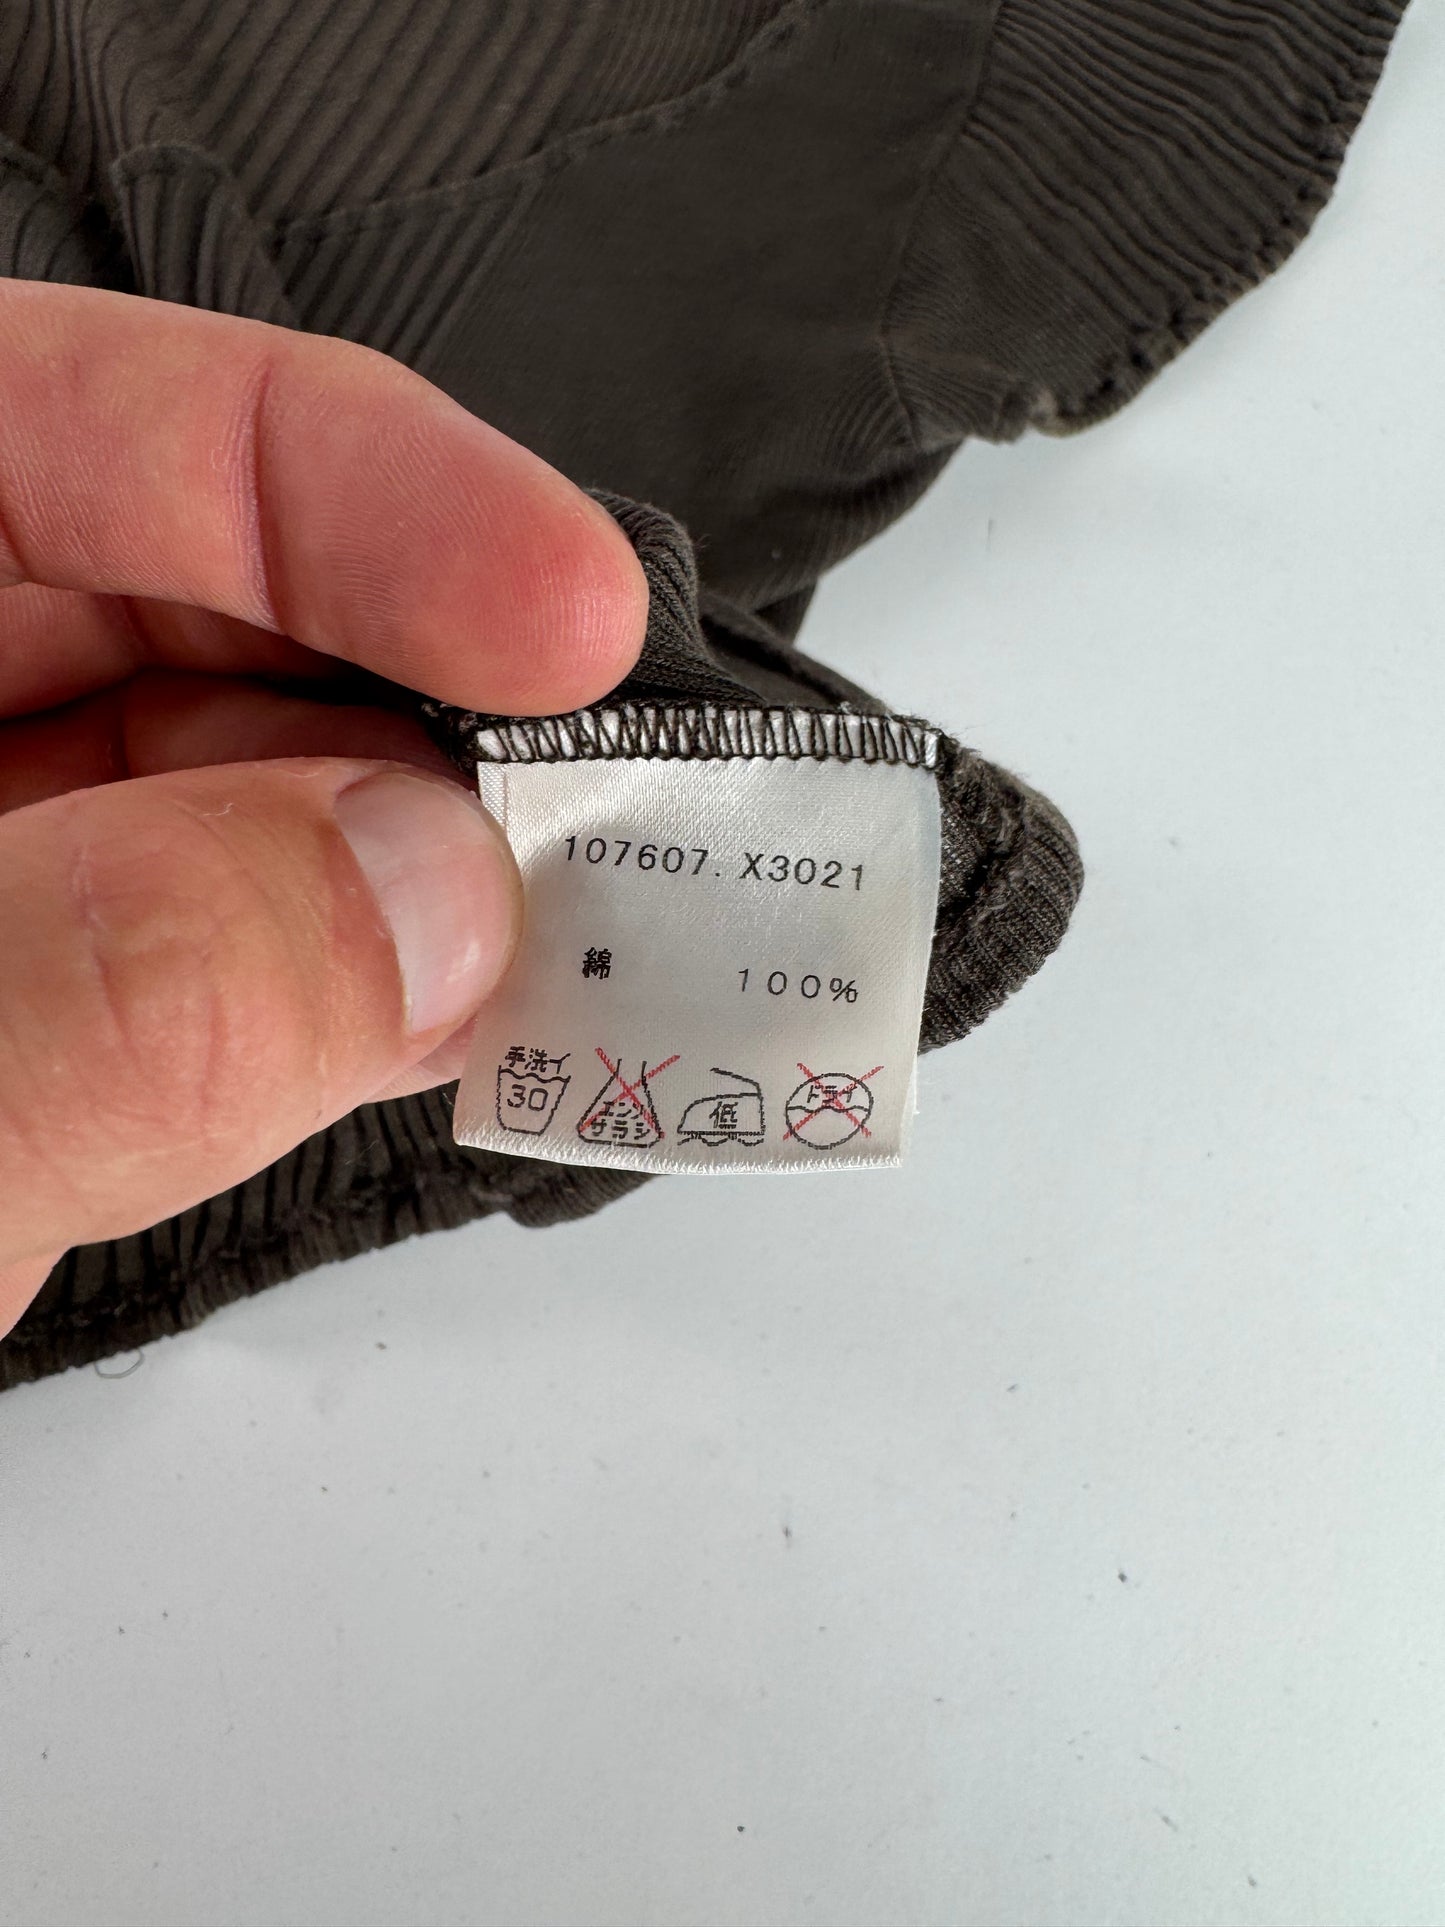 107607. X3021
綿 100%
手洗イ
30
エンソ
サラシ
低
ドライ